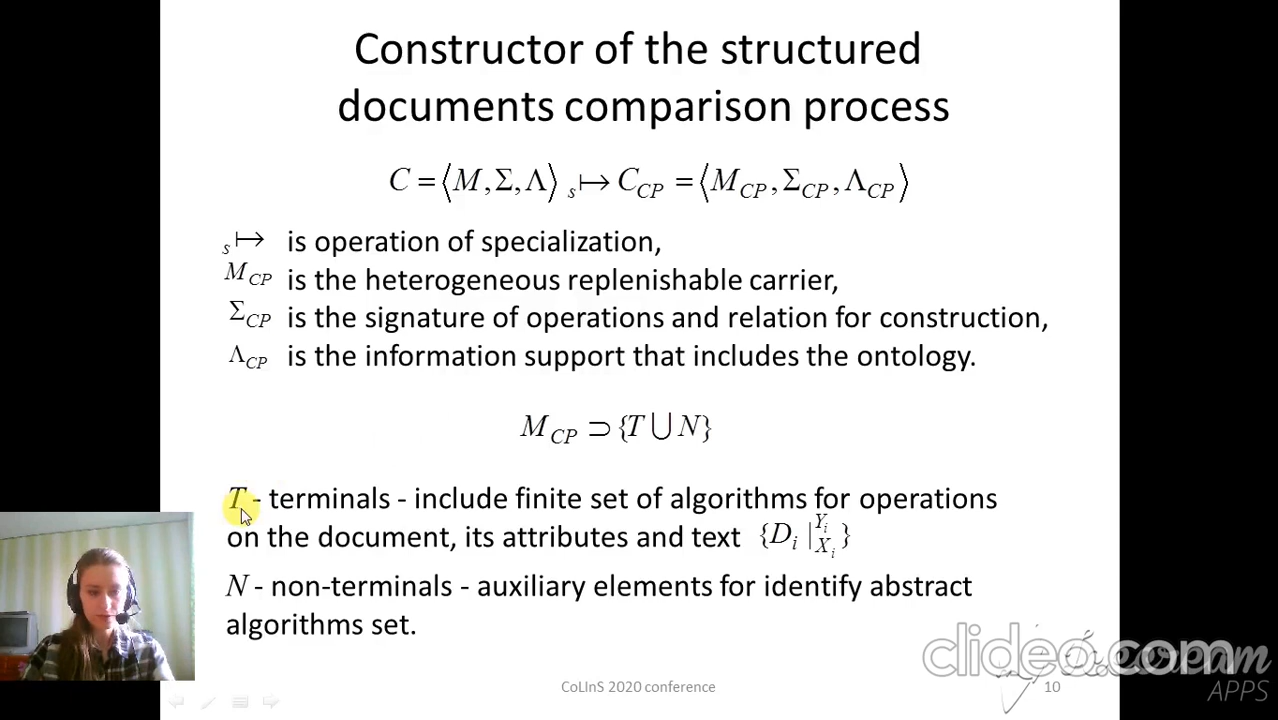 Constructor of the structured
documents comparison process
C = ⟨M, Σ, Λ⟩ ₛ↦ C_CP = ⟨M_CP, Σ_CP, Λ_CP⟩
ₛ↦ is operation of specialization,
M_CP is the heterogeneous replenishable carrier,
Σ_CP is the signature of operations and relation for construction,
Λ_CP is the information support that includes the ontology.
M_CP ⊃ {T ⋃ N}
T - terminals - include finite set of algorithms for operations
on the document, its attributes and text {D_i |_{X_i}^{Y_i}}
N - non-terminals - auxiliary elements for identify abstract
algorithms set.
clideo.com
APPS
CoLInS 2020 conference
10